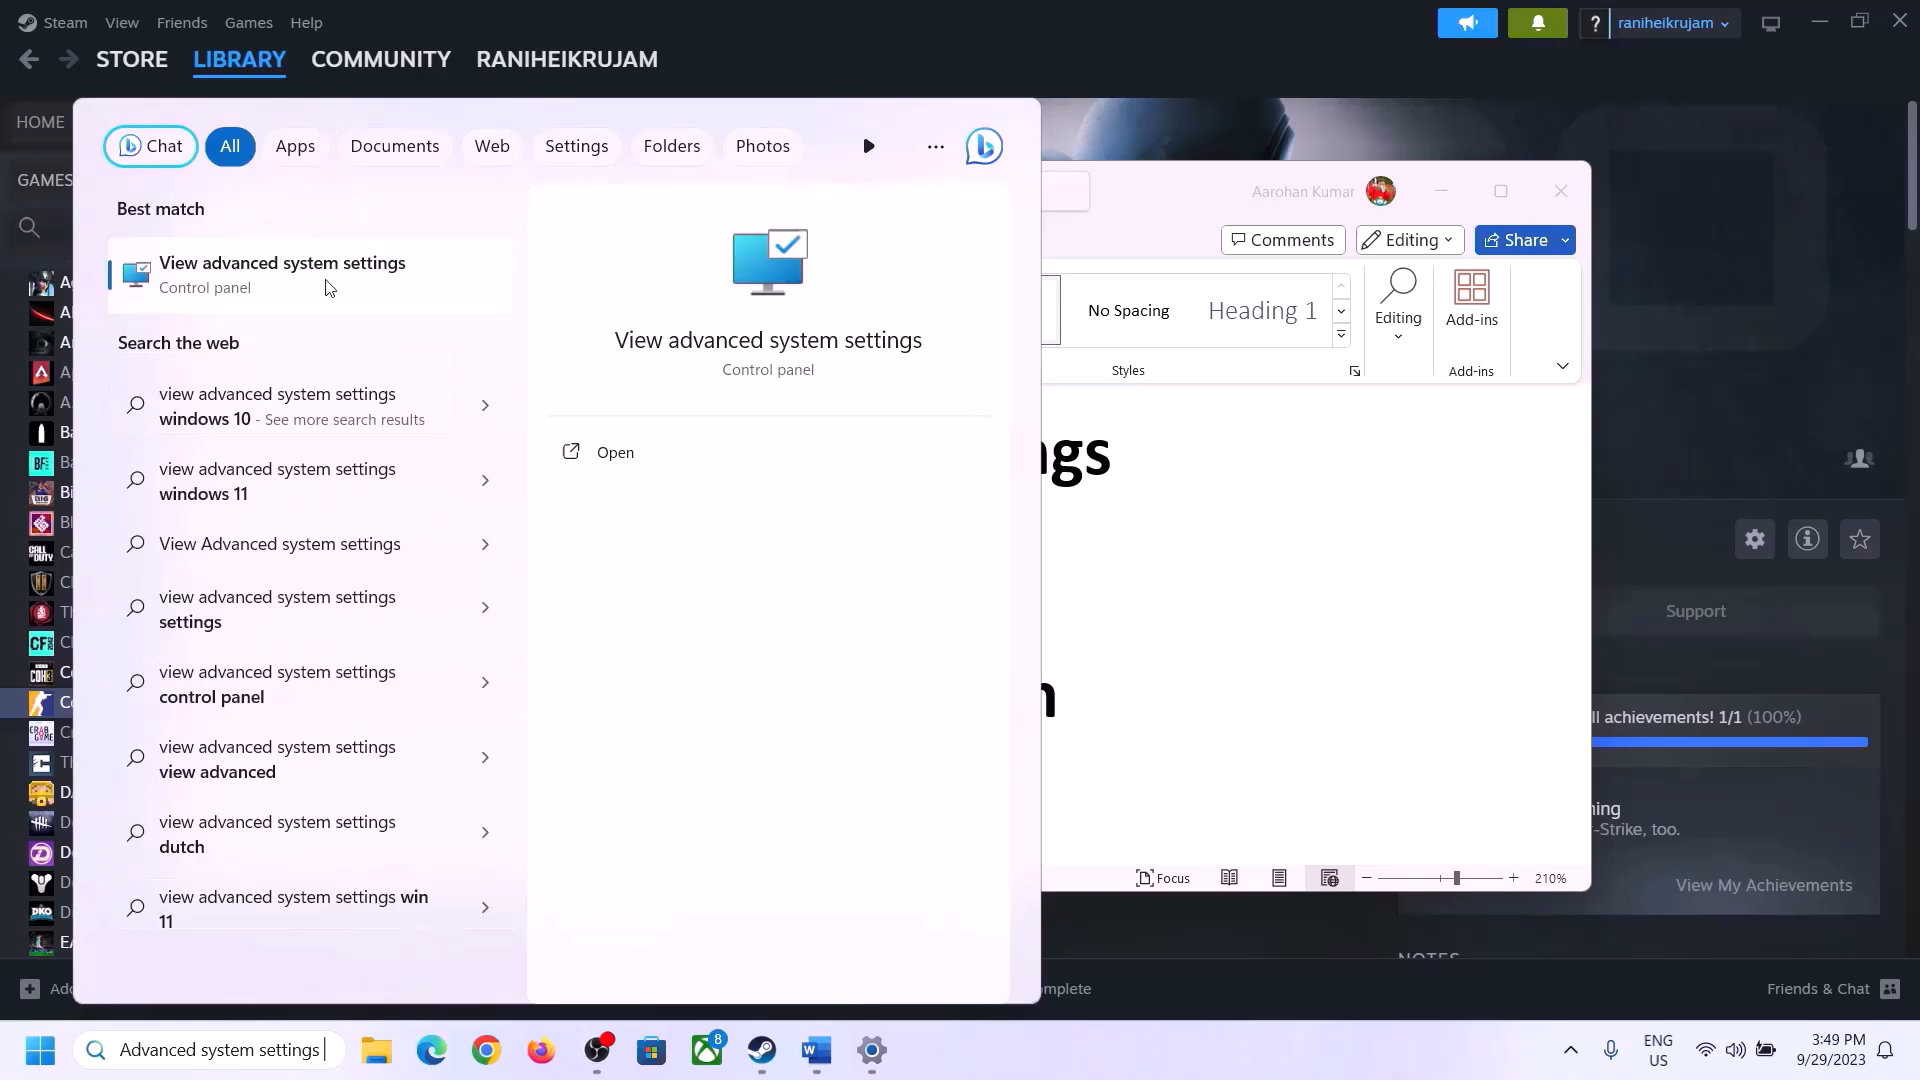 Steam View Friends Games Help
? raniheikrujam
STORE LIBRARY COMMUNITY RANIHEIKRUJAM
HOME
GAMES
Chat All Apps Documents Web Settings Folders Photos
Best match
View advanced system settings
Control panel
Search the web
view advanced system settings
windows 10 - See more search results
view advanced system settings
windows 11
View Advanced system settings
view advanced system settings
settings
view advanced system settings
control panel
view advanced system settings
view advanced
view advanced system settings
dutch
view advanced system settings win
11
View advanced system settings
Control panel
Open
Aarohan Kumar
Comments Editing Share
No Spacing Heading 1
Editing
Add-ins
Styles
Add-ins
ngs
n
Focus 210%
Support
ll achievements! 1/1 (100%)
-Strike, too.
View My Achievements
NOTES
mplete
Friends & Chat
Advanced system settings
8
ENG
US
3:49 PM
9/29/2023